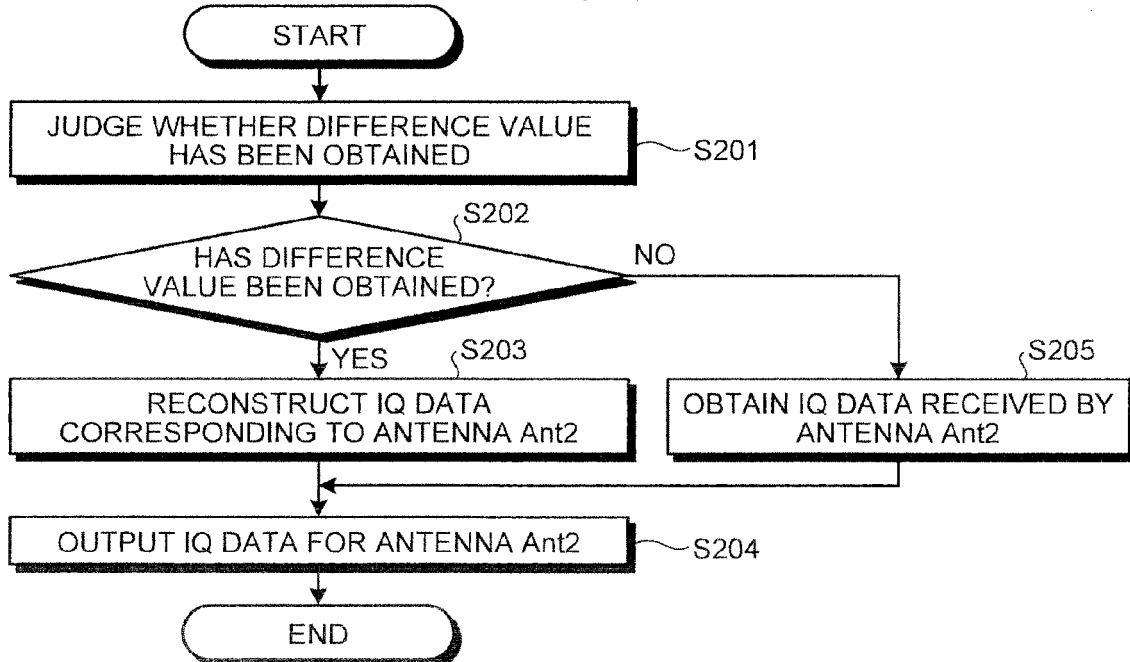 START
JUDGE WHETHER DIFFERENCE VALUE
HAS BEEN OBTAINED
S201
S202
HAS DIFFERENCE
VALUE BEEN OBTAINED?
NO
YES
S203
RECONSTRUCT IQ DATA
CORRESPONDING TO ANTENNA Ant2
S205
OBTAIN IQ DATA RECEIVED BY
ANTENNA Ant2
OUTPUT IQ DATA FOR ANTENNA Ant2
S204
END